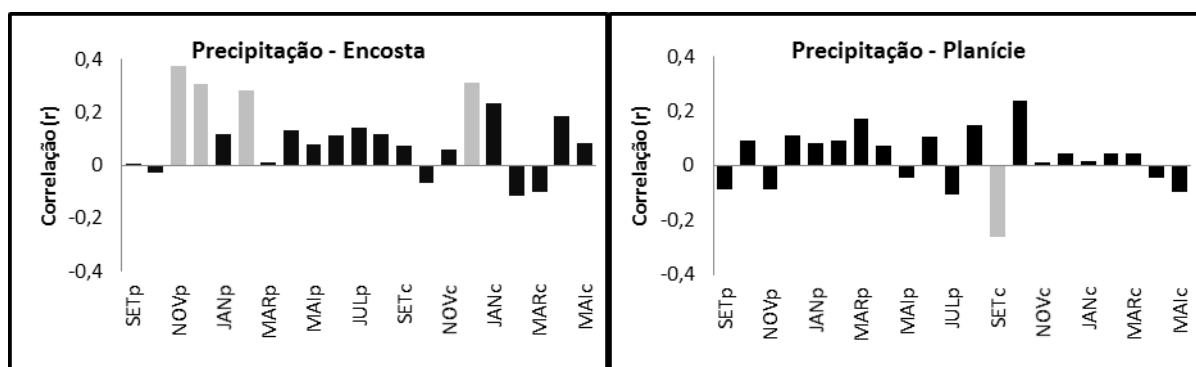 Precipitação - Encosta
Correlação (r)
0,4
0,2
0
-0,2
-0,4
SETp
NOVp
JANp
MARp
MAIp
JULp
SETc
NOVc
JANc
MARc
MAIc
Precipitação - Planície
Correlação (r)
0,4
0,2
0
-0,2
-0,4
SETp
NOVp
JANp
MARp
MAIp
JULp
SETc
NOVc
JANc
MARc
MAIc